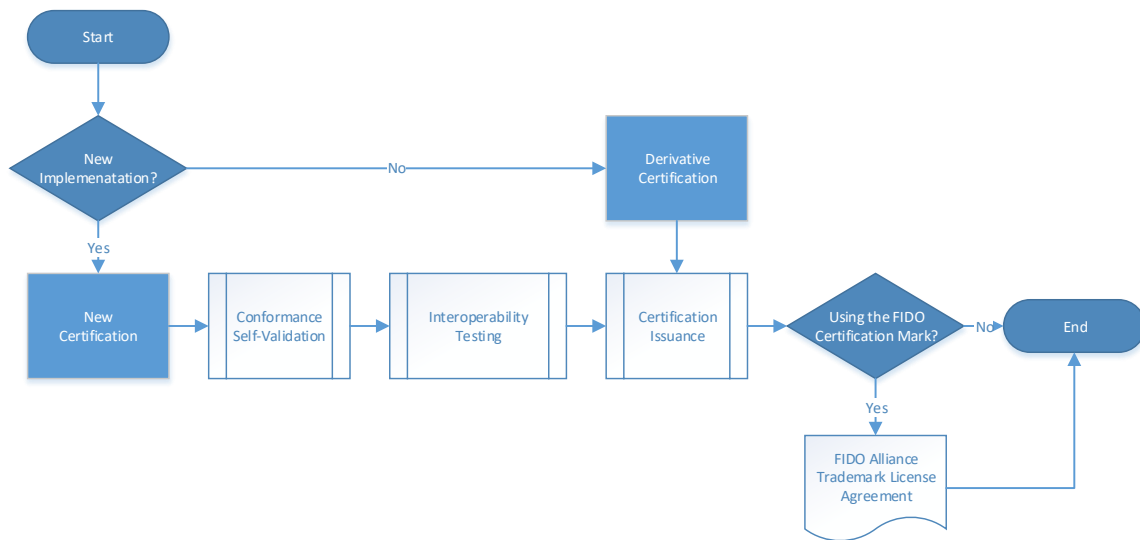 Start
New
Implemenatation?
No
Derivative
Certification
Yes
New
Certification
Conformance
Self-Validation
Interoperability
Testing
Certification
Issuance
Using the FIDO
Certification Mark?
No
End
Yes
FIDO Alliance
Trademark License
Agreement